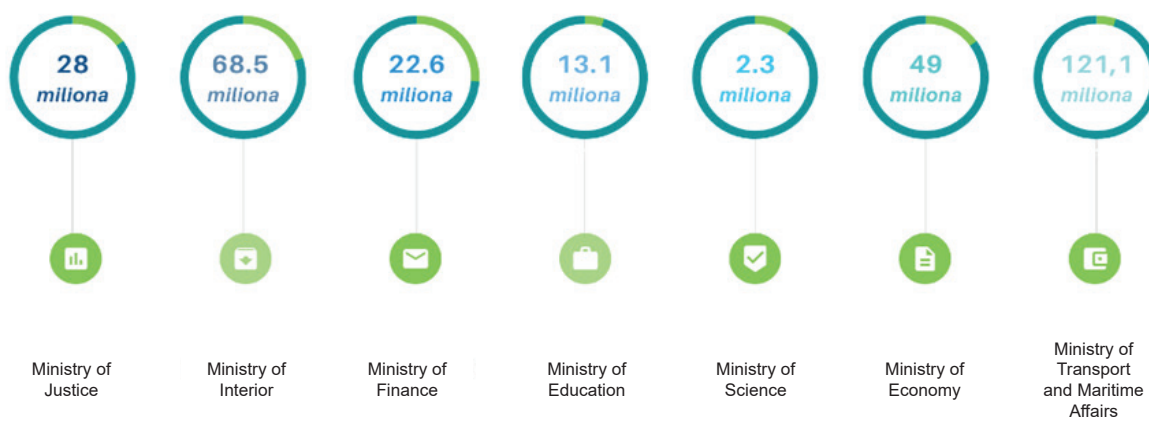 28
miliona
68.5
miliona
22.6
miliona
13.1
miliona
2.3
miliona
49
miliona
121,1
miliona
Ministry of
Justice
Ministry of
Interior
Ministry of
Finance
Ministry of
Education
Ministry of
Science
Ministry of
Economy
Ministry of
Transport
and Maritime
Affairs